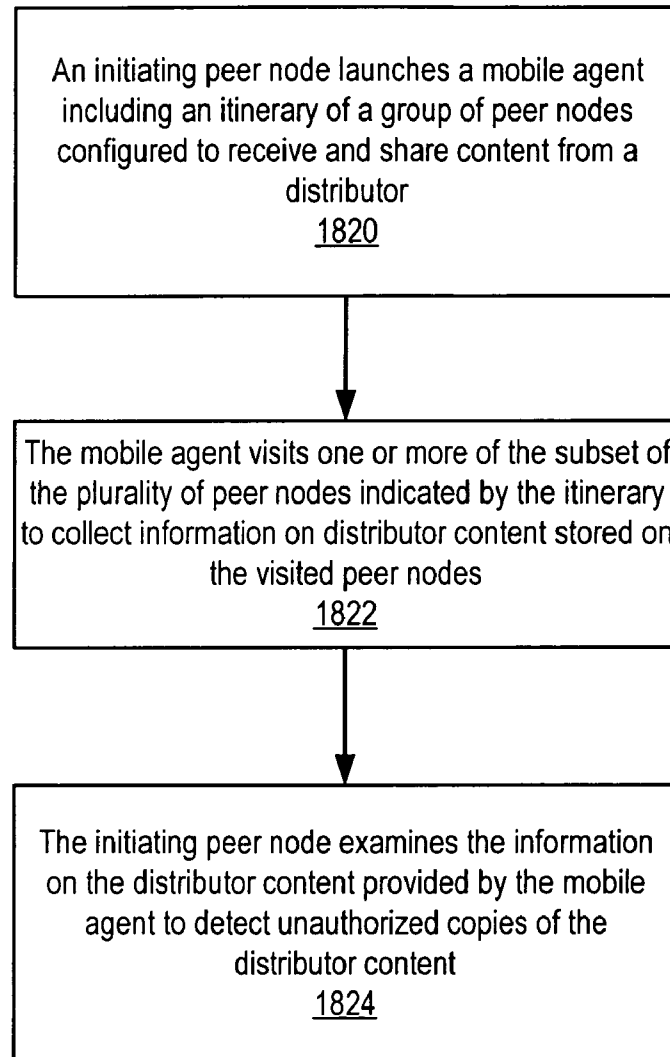 An initiating peer node launches a mobile agent
including an itinerary of a group of peer nodes
configured to receive and share content from a
distributor
1820
The mobile agent visits one or more of the subset of
the plurality of peer nodes indicated by the itinerary
to collect information on distributor content stored on
the visited peer nodes
1822
The initiating peer node examines the information
on the distributor content provided by the mobile
agent to detect unauthorized copies of the
distributor content
1824